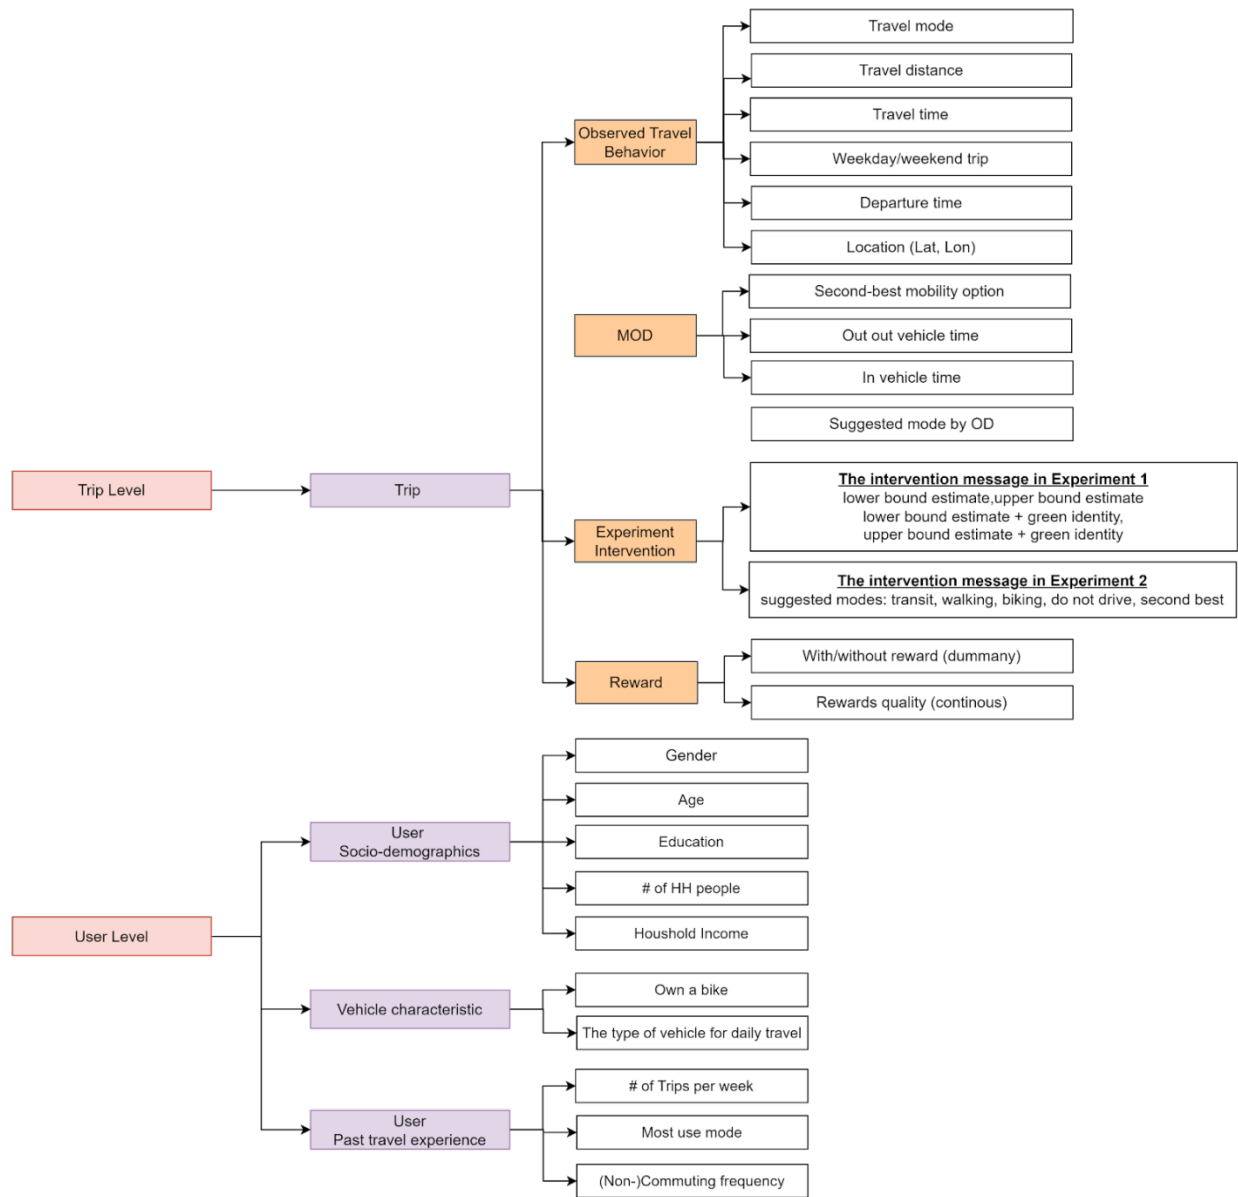 Trip Level
Trip
Observed Travel
Behavior
Travel mode
Travel distance
Travel time
Weekday/weekend trip
Departure time
Location (Lat, Lon)
MOD
Second-best mobility option
Out out vehicle time
In vehicle time
Suggested mode by OD
Experiment
Intervention
The intervention message in Experiment 1
lower bound estimate,upper bound estimate
lower bound estimate + green identity,
upper bound estimate + green identity
The intervention message in Experiment 2
suggested modes: transit, walking, biking, do not drive, second best
Reward
With/without reward (dummany)
Rewards quality (continous)
User Level
User
Socio-demographics
Gender
Age
Education
# of HH people
Houshold Income
Vehicle characteristic
Own a bike
The type of vehicle for daily travel
User
Past travel experience
# of Trips per week
Most use mode
(Non-)Commuting frequency